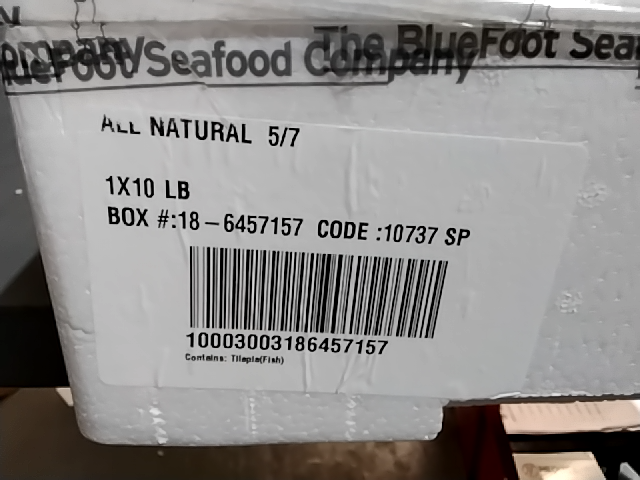 The BlueFoot Sea
Company
BlueFoot Seafood Company
ALL NATURAL 5/7
1X10 LB
BOX #:18-6457157 CODE :10737 SP
10003003186457157
Contains: Tilapia(Fish)